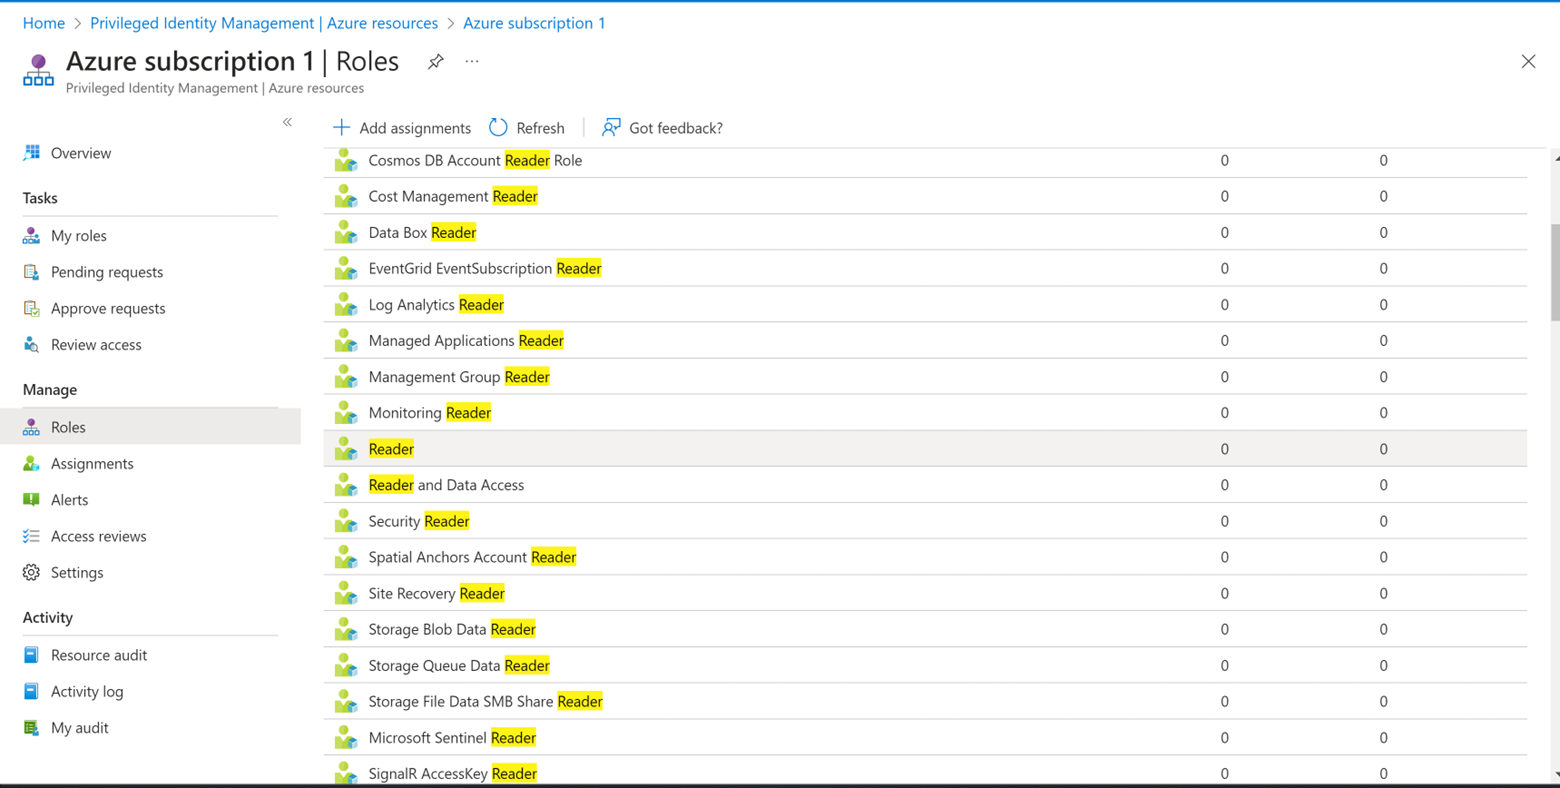 Home > Privileged Identity Management | Azure resources > Azure subscription 1
Azure subscription 1 | Roles
Privileged Identity Management | Azure resources
Add assignments Refresh Got feedback?
Overview
Tasks
My roles
Pending requests
Approve requests
Review access
Manage
Roles
Assignments
Alerts
Access reviews
Settings
Activity
Resource audit
Activity log
My audit
Cosmos DB Account Reader Role 0 0
Cost Management Reader 0 0
Data Box Reader 0 0
EventGrid EventSubscription Reader 0 0
Log Analytics Reader 0 0
Managed Applications Reader 0 0
Management Group Reader 0 0
Monitoring Reader 0 0
Reader 0 0
Reader and Data Access 0 0
Security Reader 0 0
Spatial Anchors Account Reader 0 0
Site Recovery Reader 0 0
Storage Blob Data Reader 0 0
Storage Queue Data Reader 0 0
Storage File Data SMB Share Reader 0 0
Microsoft Sentinel Reader 0 0
SignalR AccessKey Reader 0 0